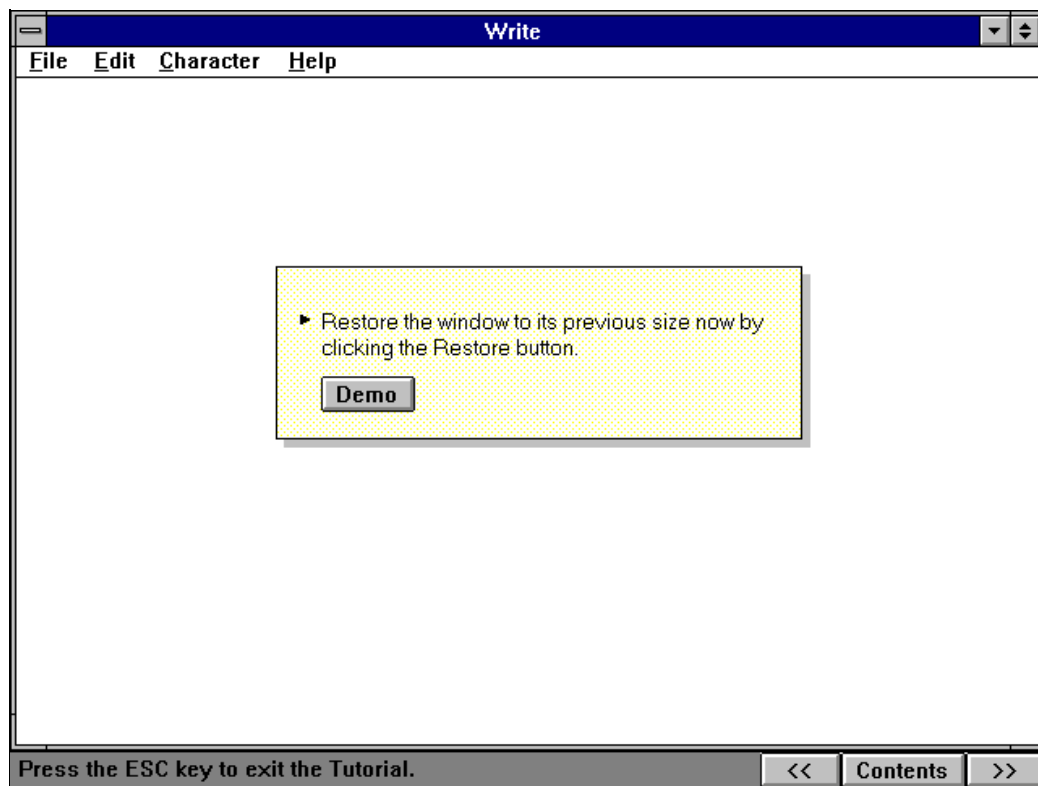 Write
File Edit Character Help
Restore the window to its previous size now by
clicking the Restore button.
Demo
Press the ESC key to exit the Tutorial.
<< Contents >>